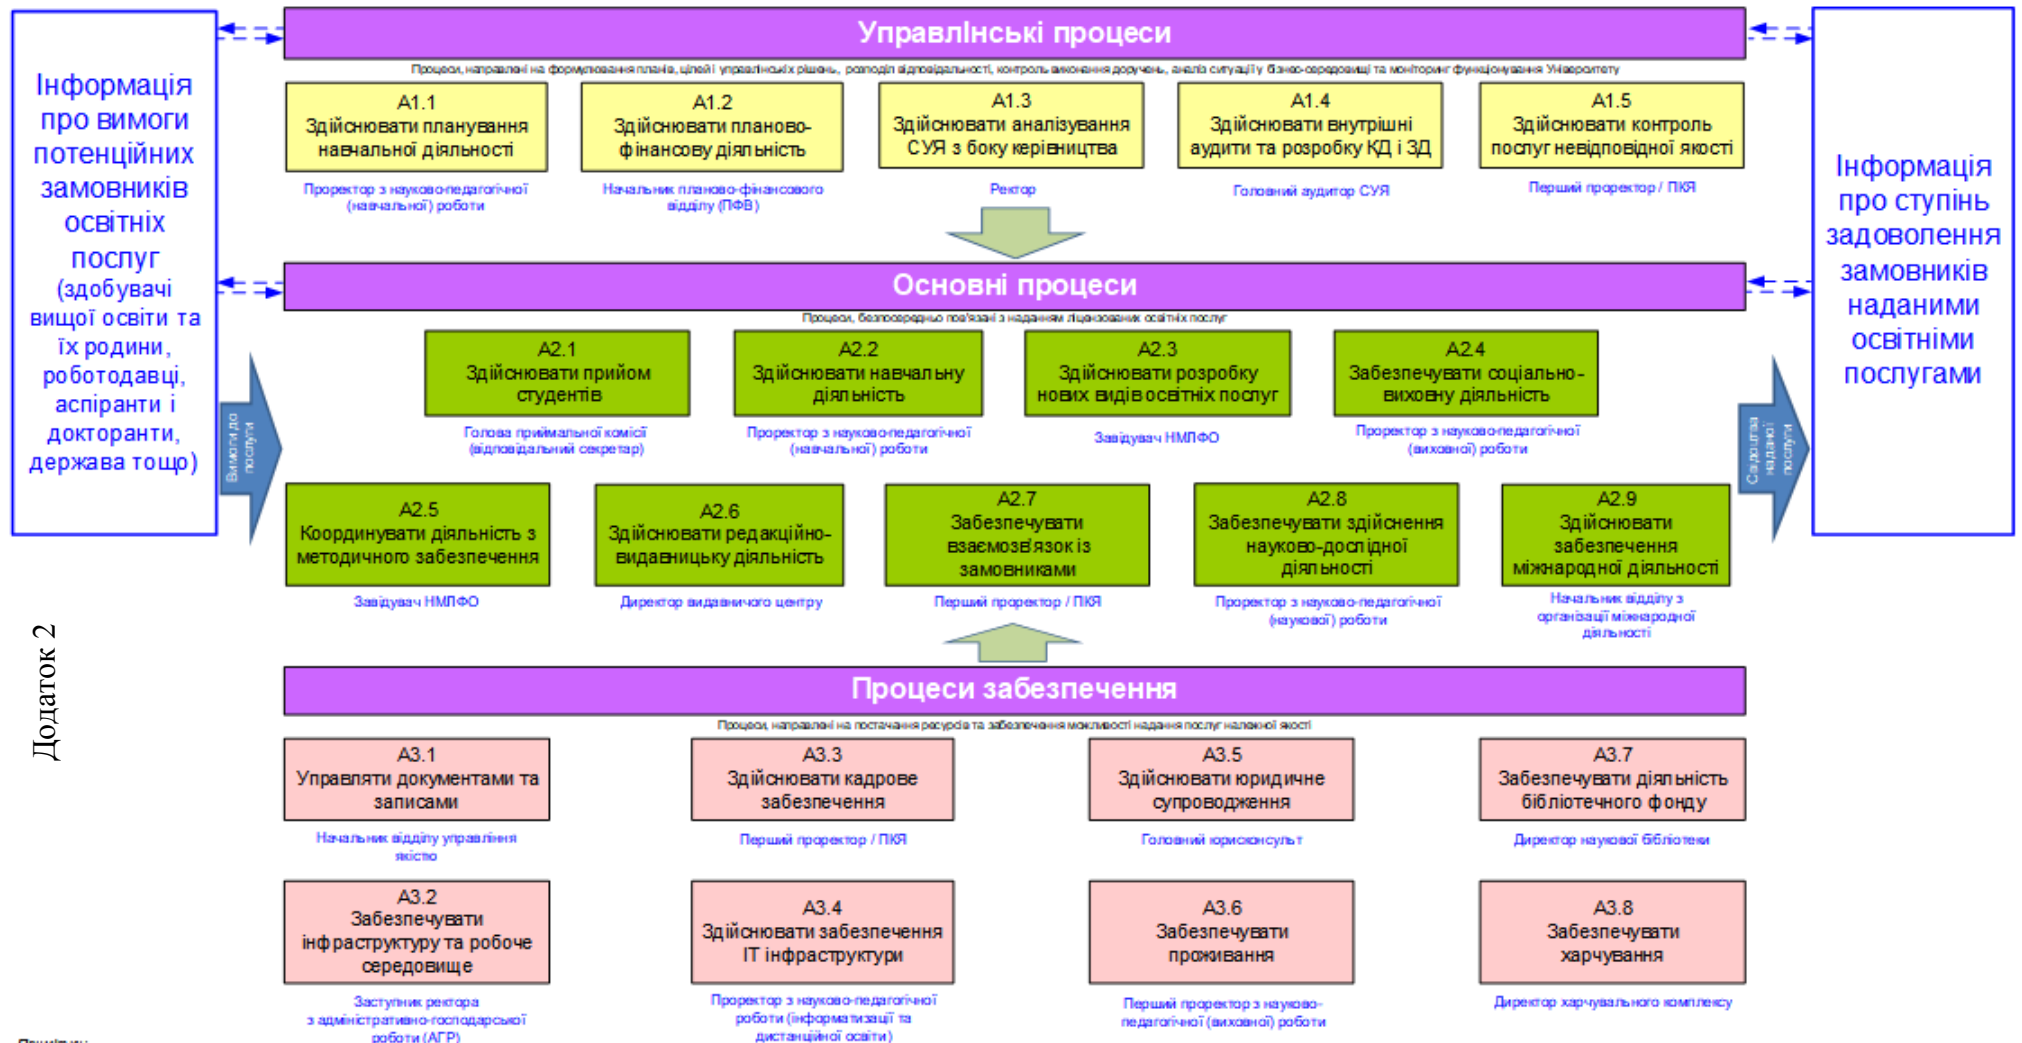 Інформація
про вимоги
потенційних
замовників
освітніх
послуг
(здобувачі
вищої освіти та
їх родини,
роботодавці,
аспіранти і
докторанти,
держава тощо)
УправлІнські процеси
Процеси, направлені на формулювання планів, цілей і управлінських рішень, розподіл відповідальності, контроль виконання доручень, аналіз ситуації у бізнес-середовищі та моніторинг функціонування Університету
А1.1
Здійснювати планування
навчальної діяльності
Проректор з науково-педагогічної
(навчальної) роботи
А1.2
Здійснювати планово-
фінансову діяльність
Начальник планово-фінансового
відділу (ПФВ)
А1.3
Здійснювати аналізування
СУЯ з боку керівництва
Ректор
А1.4
Здійснювати внутрішні
аудити та розробку КД і ЗД
Головний аудитор СУЯ
А1.5
Здійснювати контроль
послуг невідповідної якості
Перший проректор / ПКЯ
Основні процеси
Процеси, безпосередньо пов'язані з наданням ліцензованих освітніх послуг
А2.1
Здійснювати прийом
студентів
Голова приймальної комісії
(відповідальний секретар)
А2.2
Здійснювати навчальну
діяльність
Проректор з науково-педагогічної
(навчальної) роботи
А2.3
Здійснювати розробку
нових видів освітніх послуг
Завідувач НМЛФО
А2.4
Забезпечувати соціально-
виховну діяльність
Проректор з науково-педагогічної
(виховної) роботи
Вимоги до
послуги
А2.5
Координувати діяльність з
методичного забезпечення
Завідувач НМЛФО
А2.6
Здійснювати редакційно-
видавницьку діяльність
Директор видавничого центру
А2.7
Забезпечувати
взаємозв'язок із
замовниками
Перший проректор / ПКЯ
А2.8
Забезпечувати здійснення
науково-дослідної
діяльності
Проректор з науково-педагогічної
(наукової) роботи
А2.9
Здійснювати
забезпечення
міжнародної діяльності
Начальник відділу з
організації міжнародної
діяльності
Свідоцтва
наданої
послуги
Інформація
про ступінь
задоволення
замовників
наданими
освітніми
послугами
Додаток 2
Процеси забезпечення
Процеси, направлені на постачання ресурсів та забезпечення можливості надання послуг належної якості
А3.1
Управляти документами та
записами
Начальник відділу управління
якістю
А3.3
Здійснювати кадрове
забезпечення
Перший проректор / ПКЯ
А3.5
Здійснювати юридичне
супроводження
Головний юрисконсульт
А3.7
Забезпечувати діяльність
бібліотечного фонду
Директор наукової бібліотеки
А3.2
Забезпечувати
інфраструктуру та робоче
середовище
Заступник ректора
з адміністративно-господарської
роботи (АГР)
А3.4
Здійснювати забезпечення
ІТ інфраструктури
Проректор з науково-педагогічної
роботи (інформатизації та
дистанційної освіти)
А3.6
Забезпечувати
проживання
Перший проректор з науково-
педагогічної (виховної) роботи
А3.8
Забезпечувати
харчування
Директор харчувального комплексу